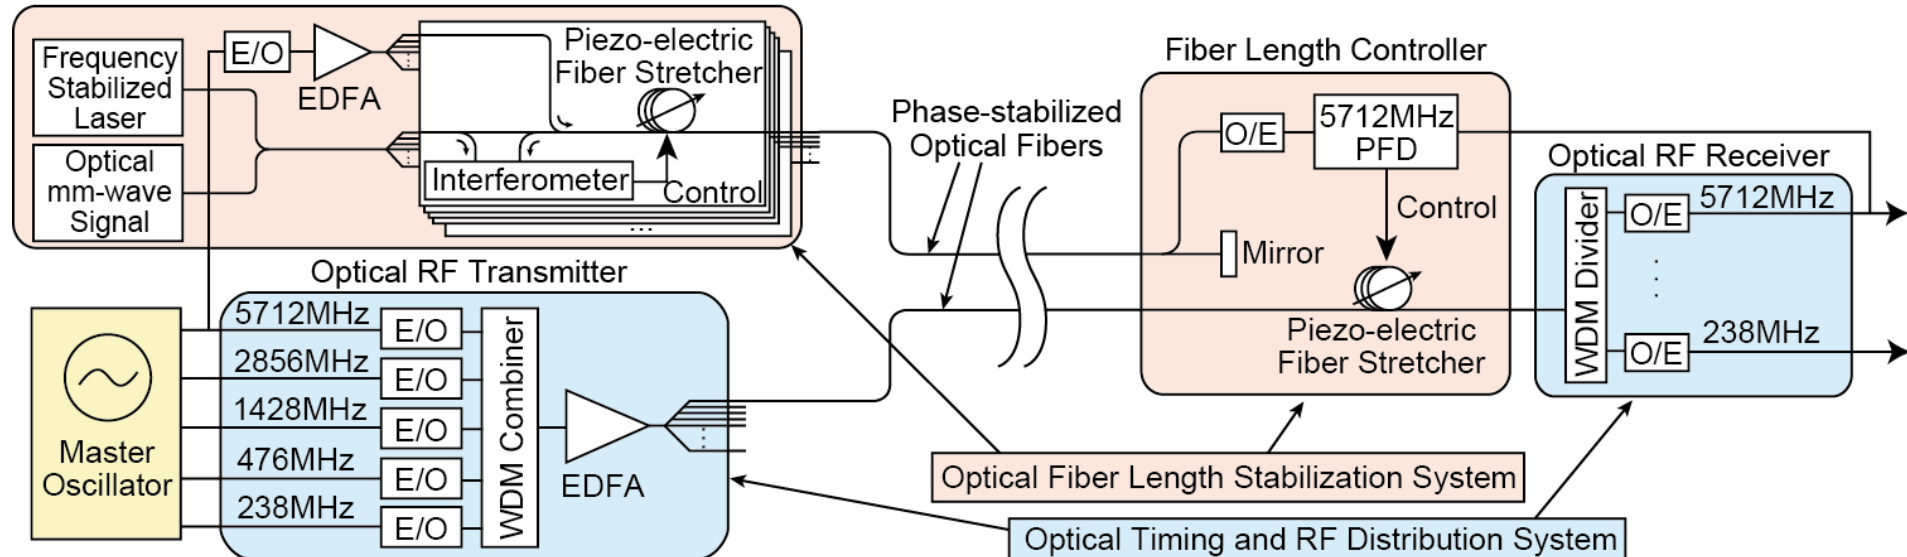 Frequency
Stabilized
Laser
Optical
mm-wave
Signal
E/O
EDFA
Piezo-electric
Fiber Stretcher
Interferometer
Control
...
Phase-stabilized
Optical Fibers
Fiber Length Controller
O/E
5712MHz
PFD
Control
Mirror
Piezo-electric
Fiber Stretcher
Optical RF Receiver
WDM Divider
O/E
5712MHz
O/E
238MHz
Master
Oscillator
Optical RF Transmitter
5712MHz
E/O
2856MHz
E/O
1428MHz
E/O
476MHz
E/O
238MHz
E/O
WDM Combiner
EDFA
Optical Fiber Length Stabilization System
Optical Timing and RF Distribution System